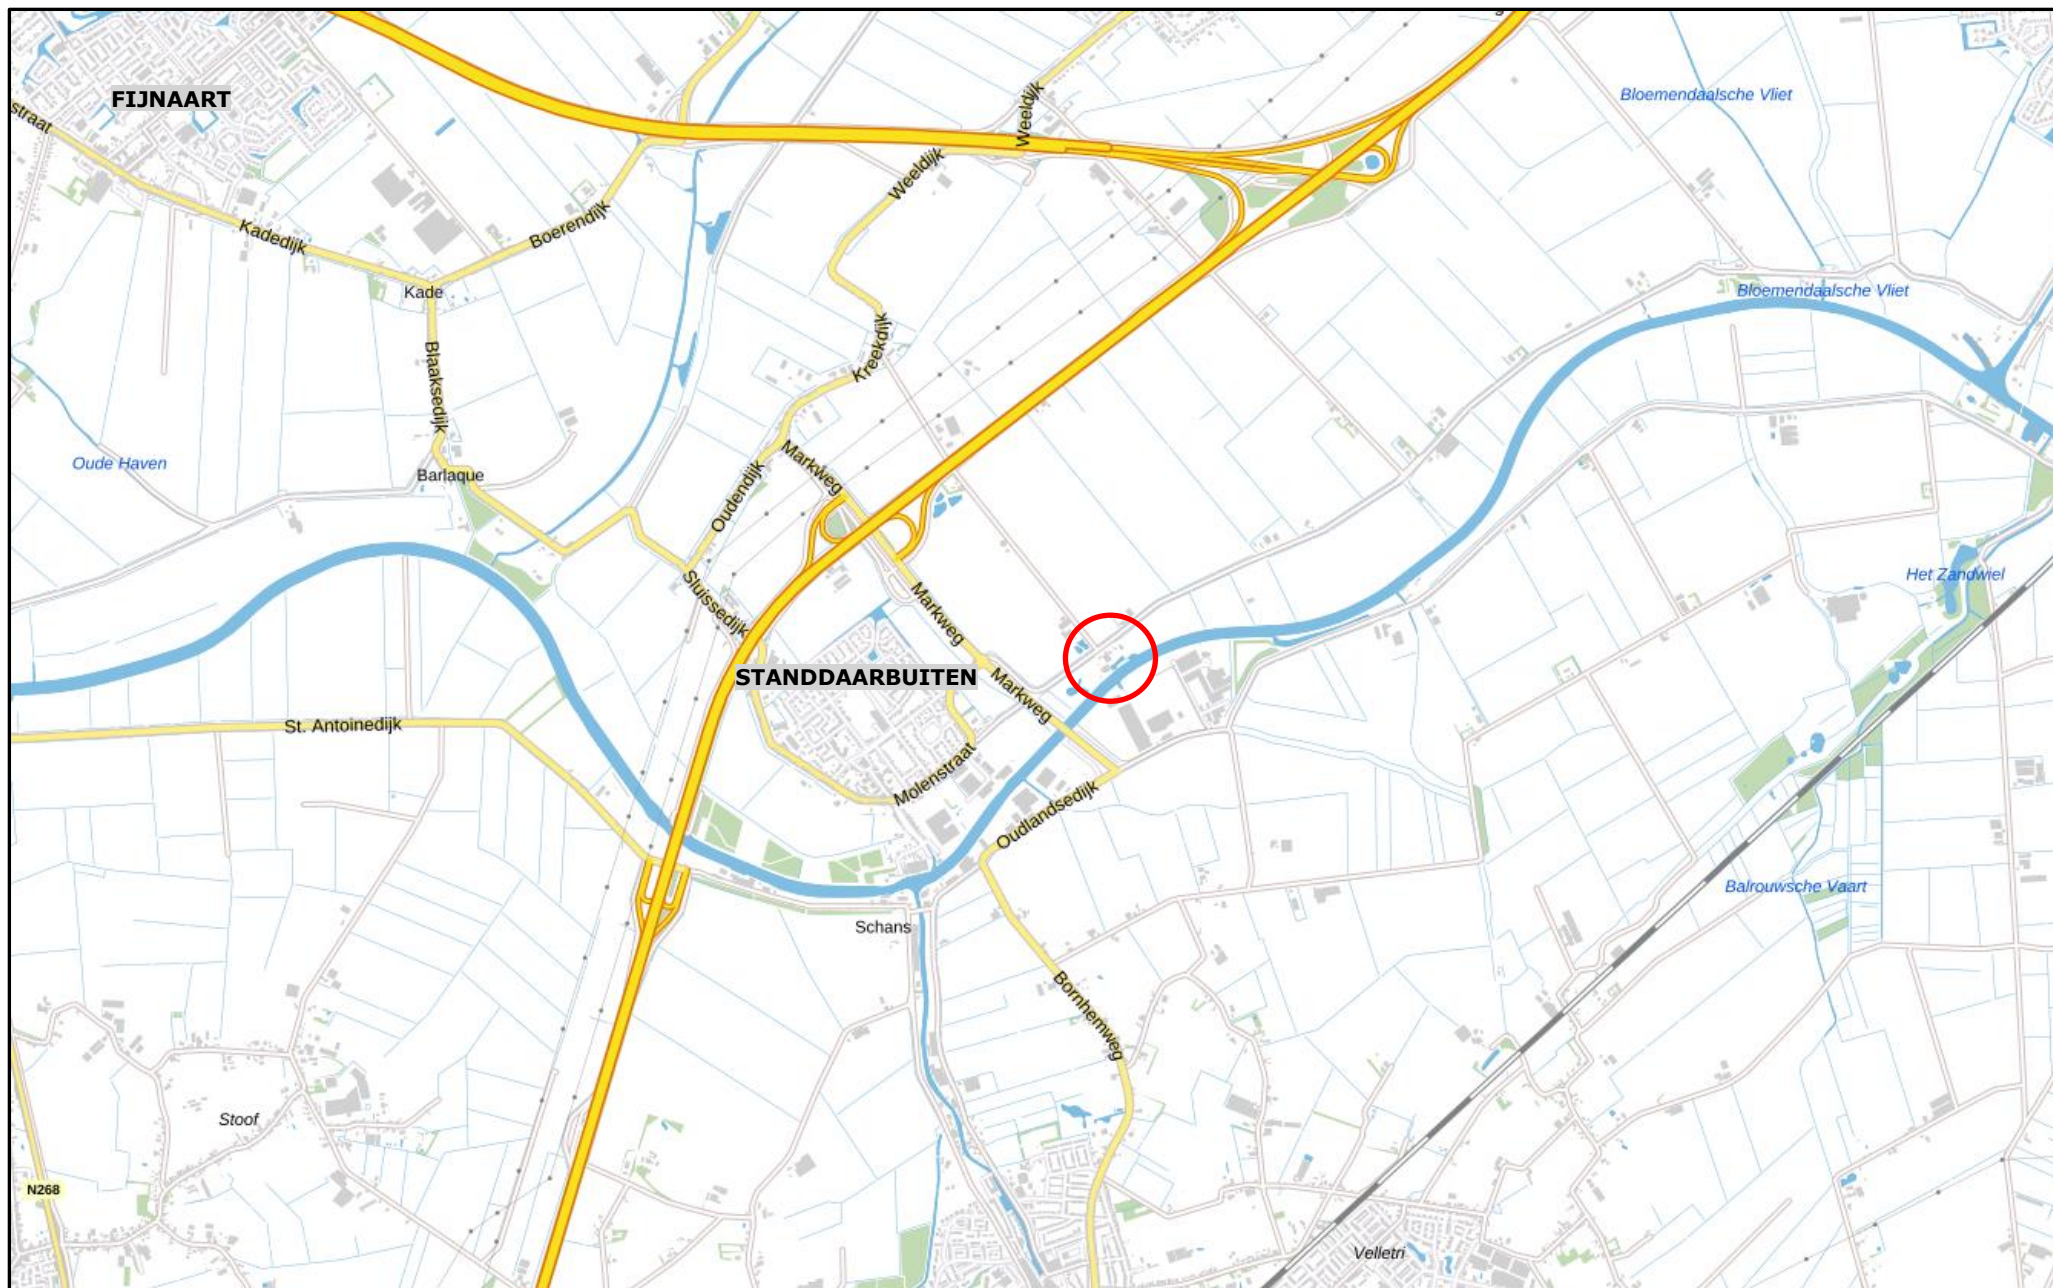 FIJNAART
straat
Kadedijk
Boerendijk
Kade
Weeldijk
Weeldijk
Bloemendaalsche Vliet
Bloemendaalsche Vliet
Blaaksedijk
Kreekdijk
Oude Haven
Barlaque
Markweg
Oudendijk
Sluissedijk
Markweg
Het Zandwiel
STANDDAARBUITEN
Markweg
St. Antoinedijk
Molenstraat
Oudlandsedijk
Balrouwsche Vaart
Schans
Bornhemweg
Stoof
N268
Velletri